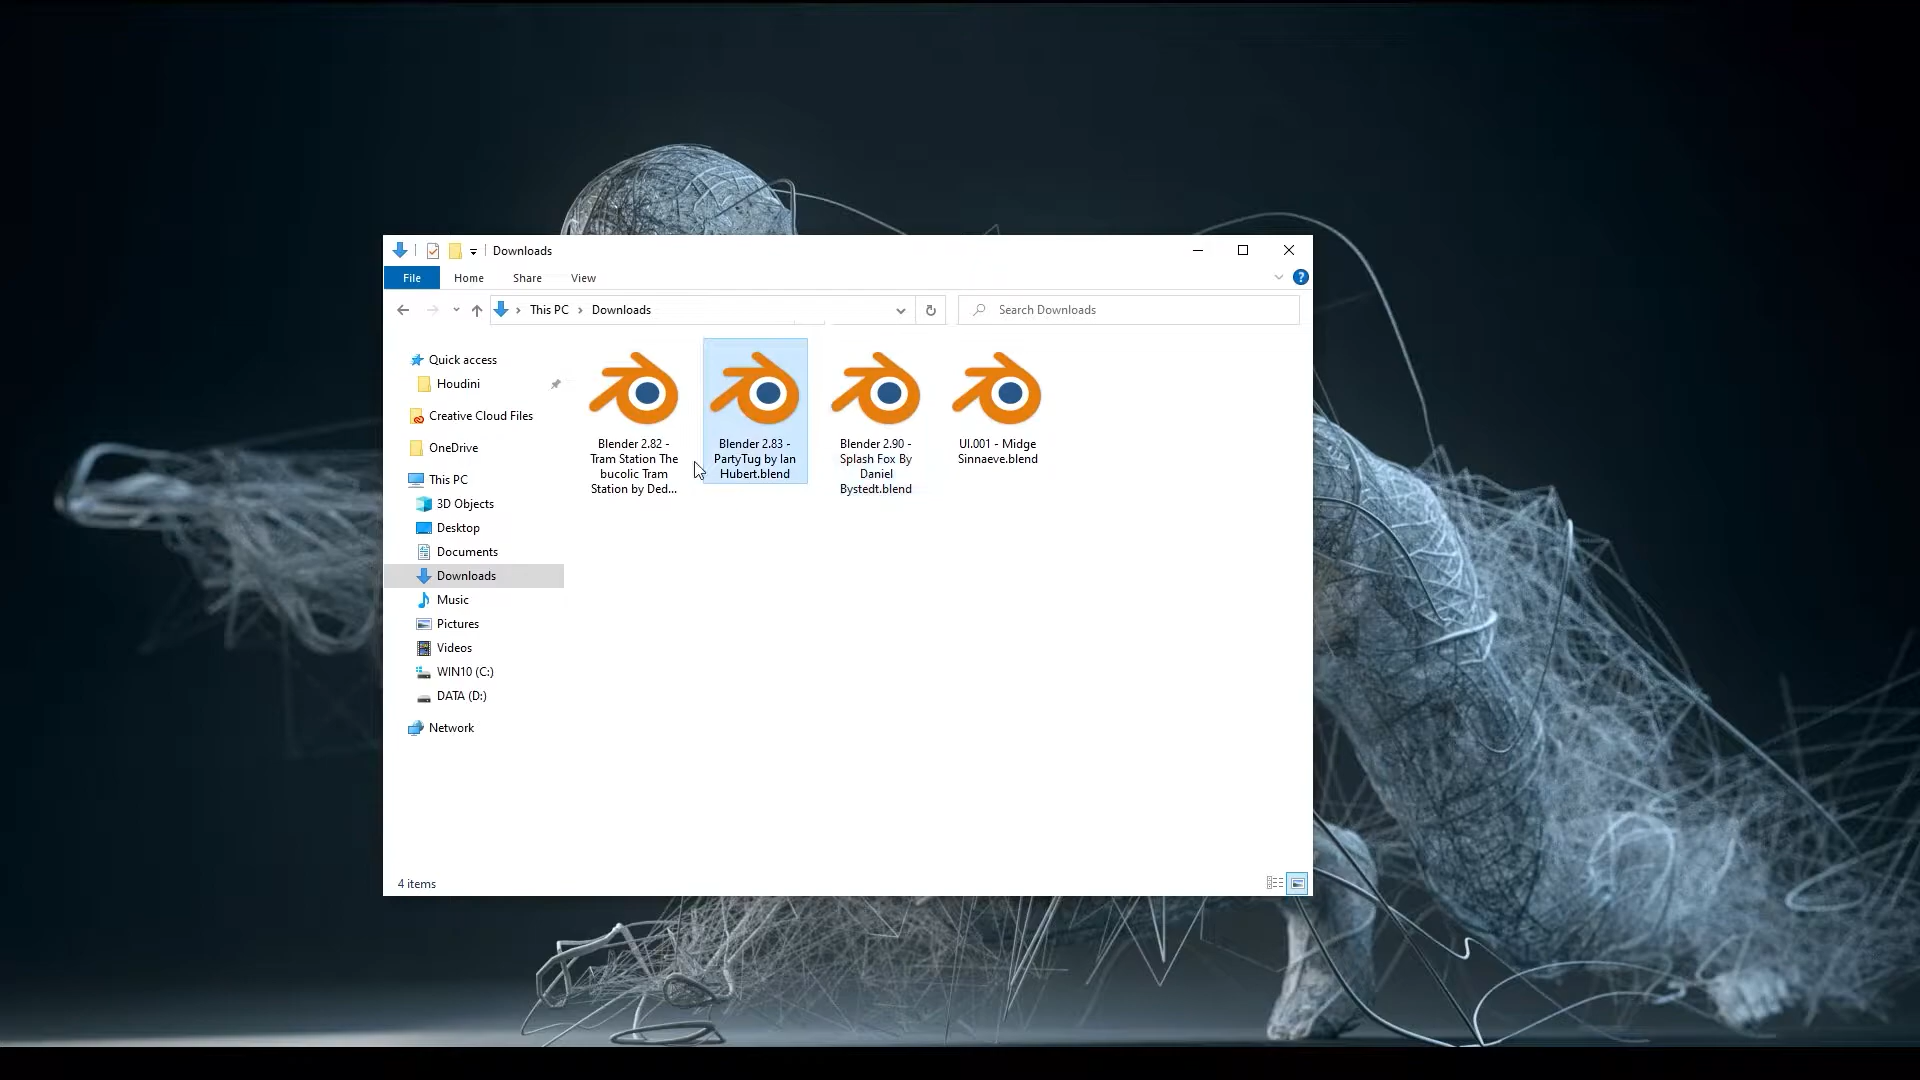 Downloads
File Home Share View
This PC Downloads
Search Downloads
Quick access
Houdini
Creative Cloud Files
OneDrive
This PC
3D Objects
Desktop
Documents
Downloads
Music
Pictures
Videos
WIN10 (C:)
DATA (D:)
Network
Blender 2.82 -
Tram Station The
bucolic Tram
Station by Ded...
Blender 2.83 -
PartyTug by Ian
Hubert.blend
Blender 2.90 -
Splash Fox By
Daniel
Bystedt.blend
UI.001 - Midge
Sinnaeve.blend
4 items